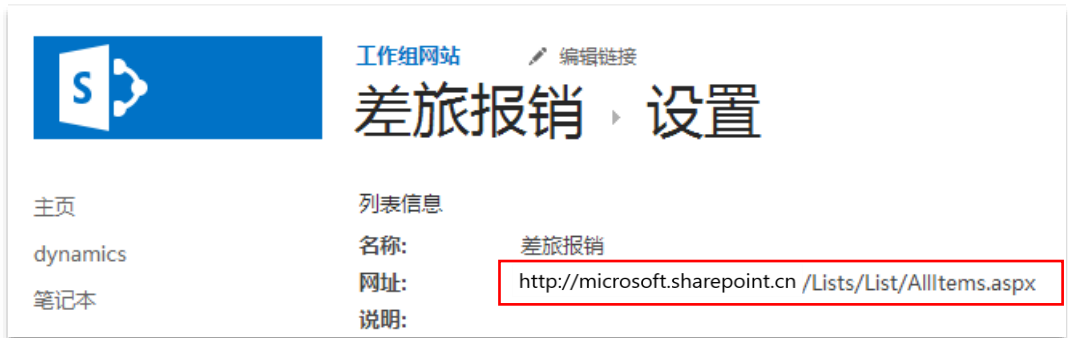 S
工作组网站 编辑链接
差旅报销 设置
主页
列表信息
dynamics
名称: 差旅报销
网址: http://microsoft.sharepoint.cn /Lists/List/AllItems.aspx
笔记本
说明: